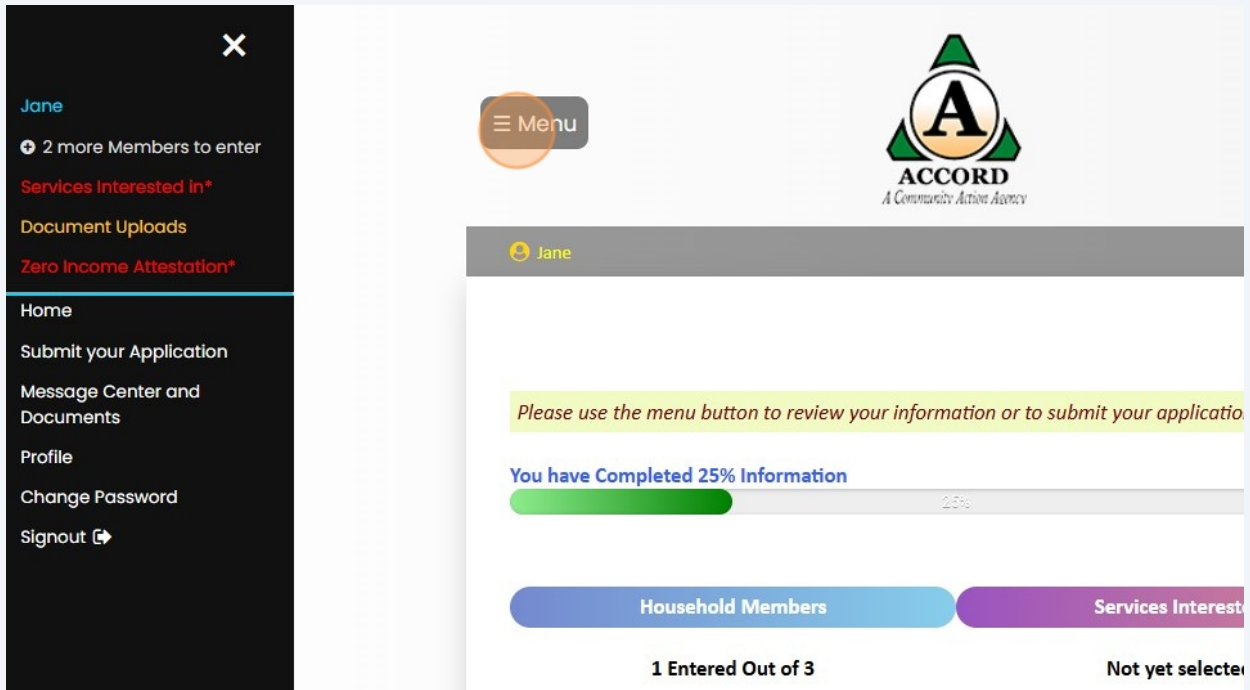 Jane
2 more Members to enter
Services Interested in*
Document Uploads
Zero Income Attestation*
Home
Submit your Application
Message Center and
Documents
Profile
Change Password
Signout
☰ Menu
A
ACCORD
A Community Action Agency
Jane
Please use the menu button to review your information or to submit your applicatio
You have Completed 25% Information
25%
Household Members
Services Intereste
1 Entered Out of 3
Not yet selected